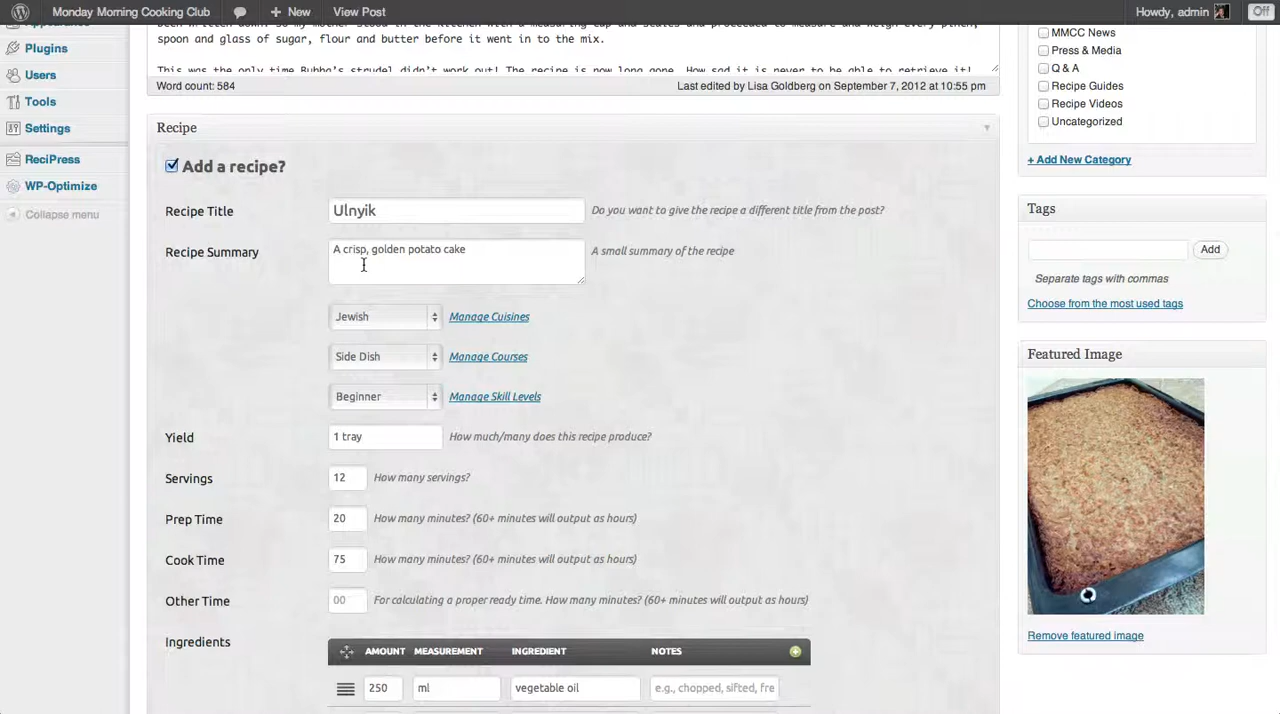 Monday Morning Cooking Club
+ New
View Post
Howdy, admin
Off
Plugins
Users
Tools
Settings
ReciPress
WP-Optimize
Collapse menu
spoon and glass of sugar, flour and butter before it went in to the mix.
This was the only time Bubba's strudel didn't work out! The recipe is now long gone. How sad it is never to be able to retrieve it!
Word count: 584
Last edited by Lisa Goldberg on September 7, 2012 at 10:55 pm
Recipe
Add a recipe?
Recipe Title
Ulnyik
Do you want to give the recipe a different title from the post?
Recipe Summary
A crisp, golden potato cake
A small summary of the recipe
Jewish
Manage Cuisines
Side Dish
Manage Courses
Beginner
Manage Skill Levels
Yield
1 tray
How much/many does this recipe produce?
Servings
12
How many servings?
Prep Time
20
How many minutes? (60+ minutes will output as hours)
Cook Time
75
How many minutes? (60+ minutes will output as hours)
Other Time
00
For calculating a proper ready time. How many minutes? (60+ minutes will output as hours)
Ingredients
AMOUNT MEASUREMENT INGREDIENT NOTES
250 ml vegetable oil e.g., chopped, sifted, fre
MMCC News
Press & Media
Q & A
Recipe Guides
Recipe Videos
Uncategorized
+ Add New Category
Tags
Add
Separate tags with commas
Choose from the most used tags
Featured Image
Remove featured image